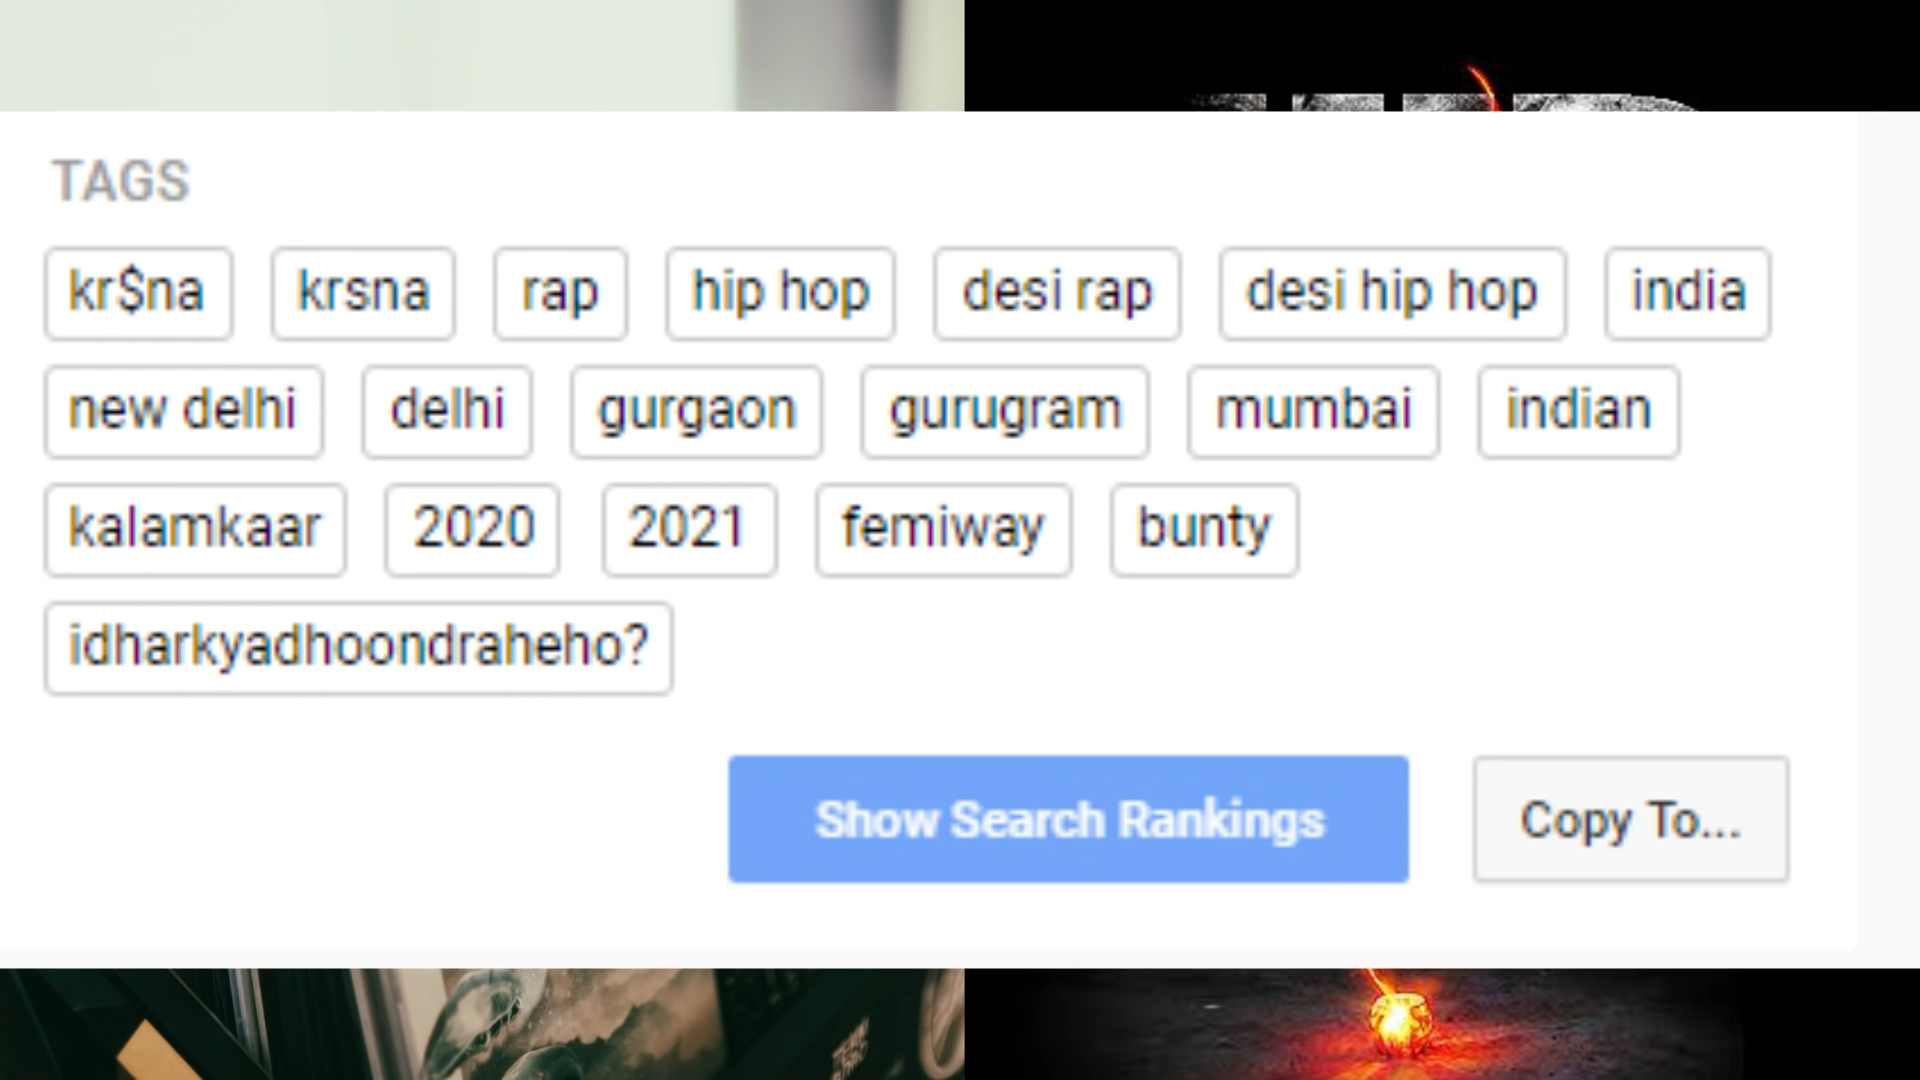 TAGS
kr$na krsna rap hip hop desi rap desi hip hop india
new delhi delhi gurgaon gurugram mumbai indian
kalamkaar 2020 2021 femiway bunty
idharkyadhoondraheho?
Show Search Rankings Copy To...